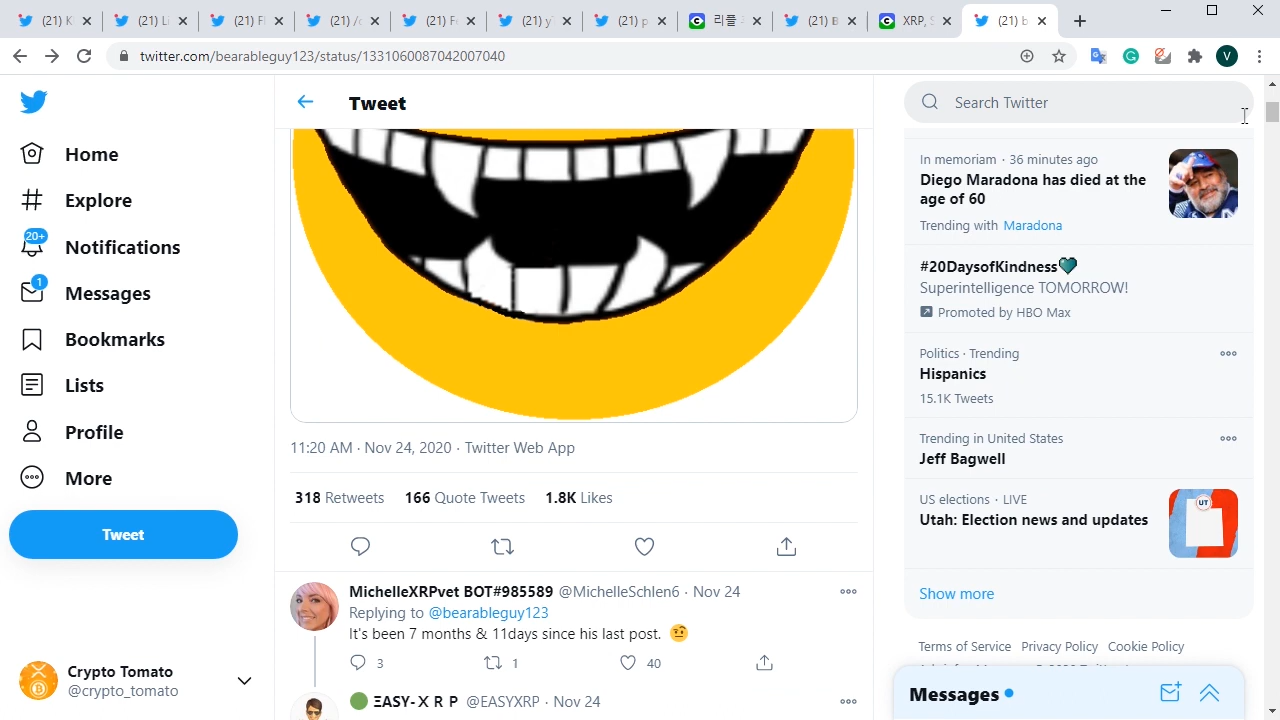 (21) K
(21) Li
(21) Fl
(21) /c
(21) Fe
(21) y
(21) p
리플
(21) B
XRP, S
(21) b
twitter.com/bearableguy123/status/1331060087042007040
V
Home
Explore
20+
Notifications
1
Messages
Bookmarks
Lists
Profile
More
Tweet
Crypto Tomato
@crypto_tomato
Tweet
11:20 AM · Nov 24, 2020 · Twitter Web App
318 Retweets 166 Quote Tweets 1.8K Likes
MichelleXRPvet BOT#985589 @MichelleSchlen6 · Nov 24
Replying to @bearableguy123
It's been 7 months & 11days since his last post. 🤨
3 1 40
🟢 ΞASY-X R P @EASYXRP · Nov 24
Search Twitter
In memoriam · 36 minutes ago
Diego Maradona has died at the
age of 60
Trending with Maradona
#20DaysofKindness
Superintelligence TOMORROW!
Promoted by HBO Max
Politics · Trending
Hispanics
15.1K Tweets
Trending in United States
Jeff Bagwell
US elections · LIVE
Utah: Election news and updates
UT
Show more
Terms of Service Privacy Policy Cookie Policy
Messages